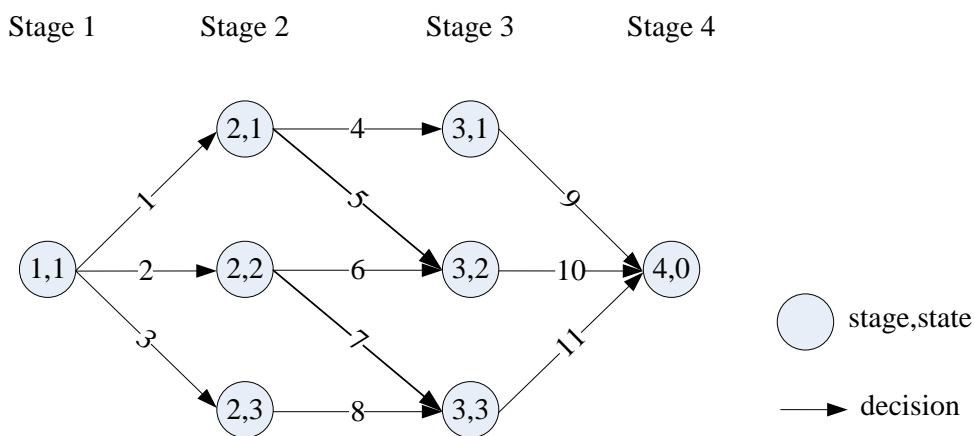 Stage 1 Stage 2 Stage 3 Stage 4
2,1 4 3,1
1 5 9
1,1 2 2,2 6 3,2 10 4,0
stage,state
3 7 11
2,3 8 3,3
decision